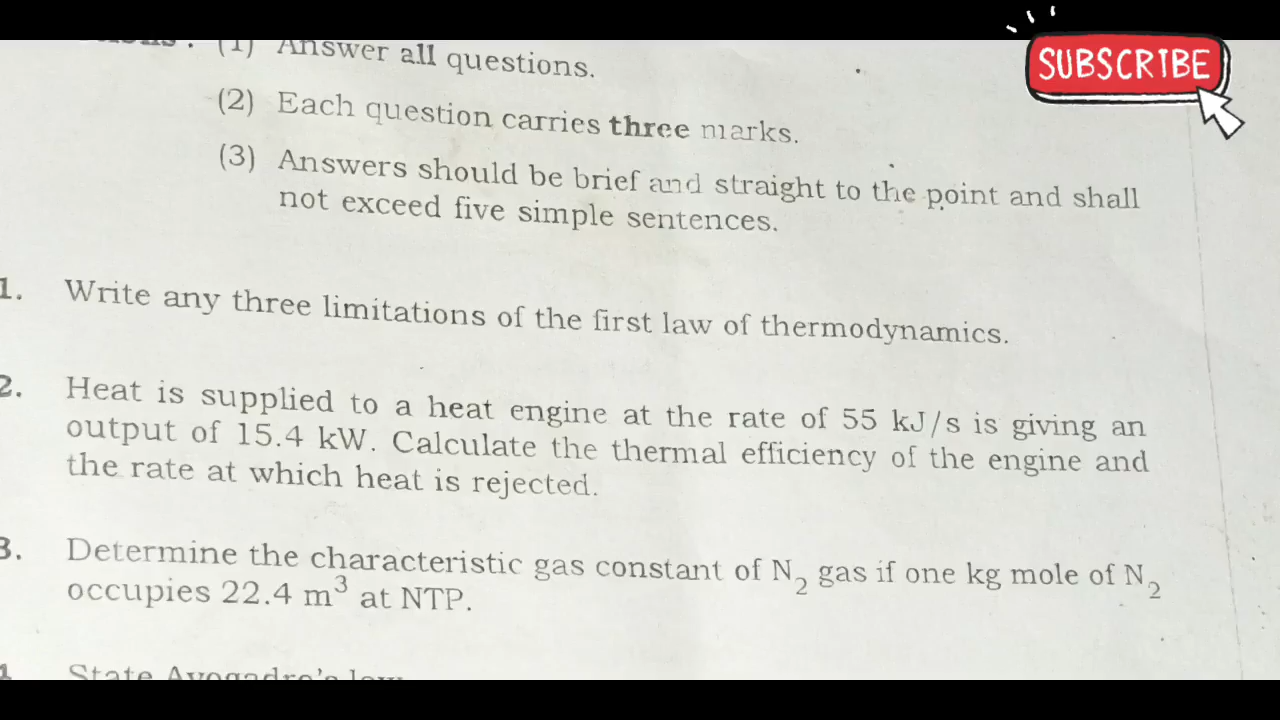 SUBSCRIBE
(1) Answer all questions.
(2) Each question carries three marks.
(3) Answers should be brief and straight to the point and shall
not exceed five simple sentences.
1. Write any three limitations of the first law of thermodynamics.
2. Heat is supplied to a heat engine at the rate of 55 kJ/s is giving an
output of 15.4 kW. Calculate the thermal efficiency of the engine and
the rate at which heat is rejected.
3. Determine the characteristic gas constant of N₂ gas if one kg mole of N₂
occupies 22.4 m³ at NTP.
State Avogadro's law